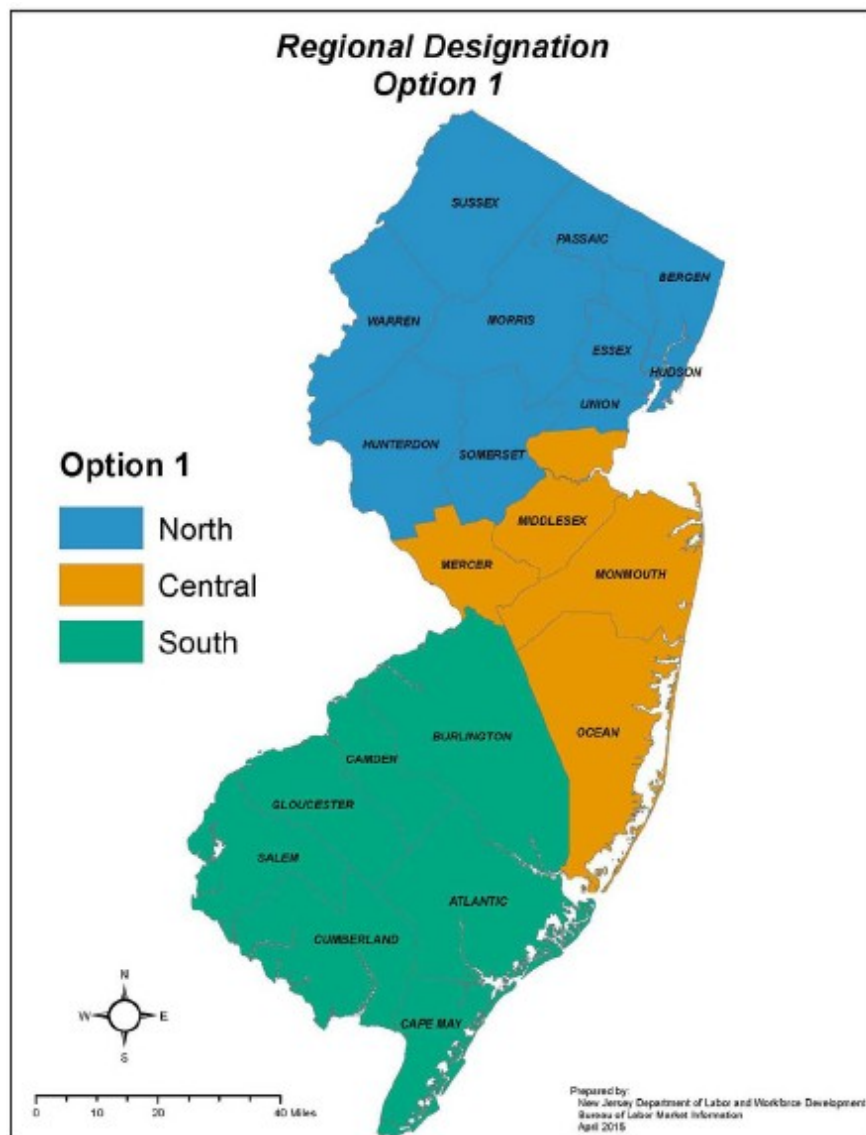 Regional Designation
Option 1
SUSSEX
PASSAIC
BERGEN
WARREN
MORRIS
ESSEX
HUDSON
UNION
HUNTERDON
SOMERSET
Option 1
North
Central
South
MIDDLESEX
MERCER
MONMOUTH
OCEAN
BURLINGTON
CAMDEN
GLOUCESTER
SALEM
ATLANTIC
CUMBERLAND
CAPE MAY
N
W E
S
0 10 20 40 Miles
Prepared by:
New Jersey Department of Labor and Workforce Development
Bureau of Labor Market Information
April 2015